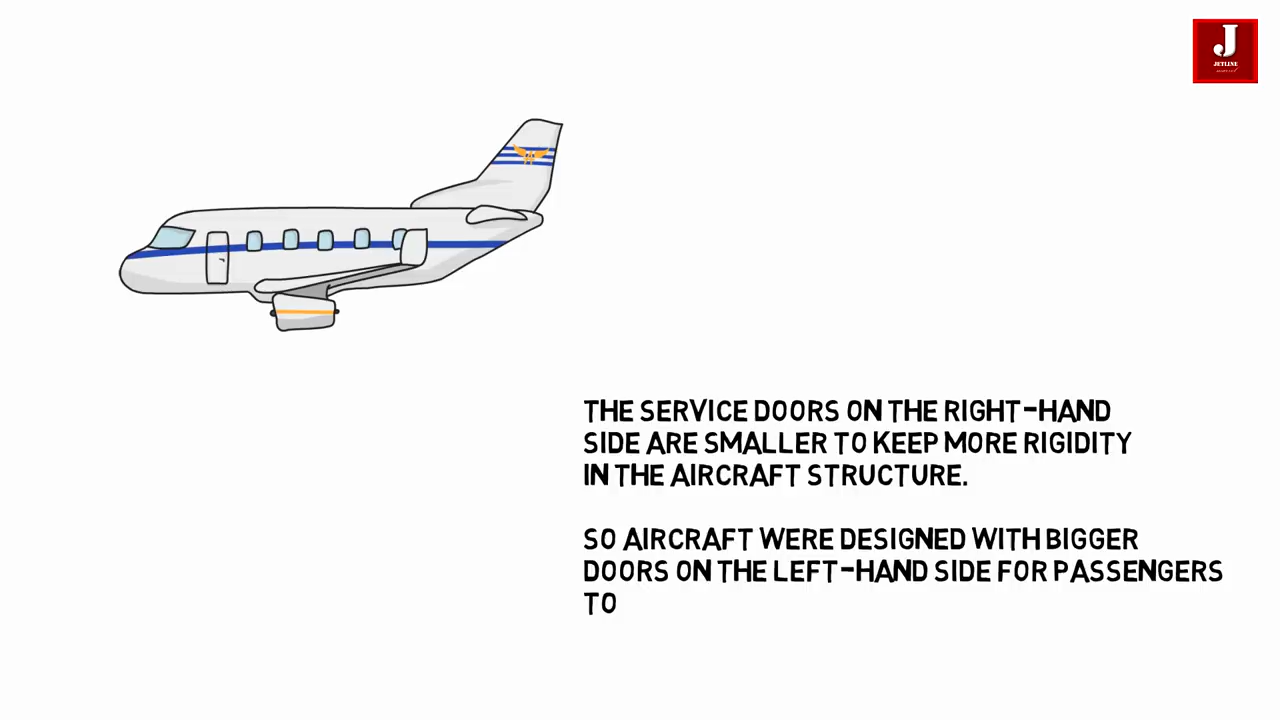 J
JETLINE
THE SERVICE DOORS ON THE RIGHT-HAND
SIDE ARE SMALLER TO KEEP MORE RIGIDITY
IN THE AIRCRAFT STRUCTURE.
SO AIRCRAFT WERE DESIGNED WITH BIGGER
DOORS ON THE LEFT-HAND SIDE FOR PASSENGERS
TO